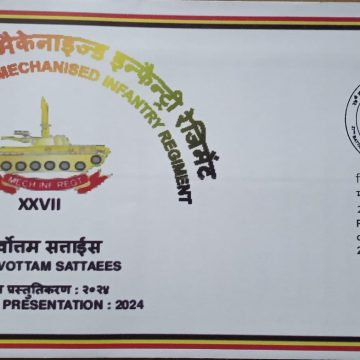 मैकेनाइज्ड इन्फैन्ट्री रेजिमेंट
MECHANISED INFANTRY REGIMENT
MECH INF REGT
XXVII
र्वोत्तम सत्ताईस
VOTTAM SATTAEES
प्रस्तुतिकरण : २०२४
PRESENTATION : 2024